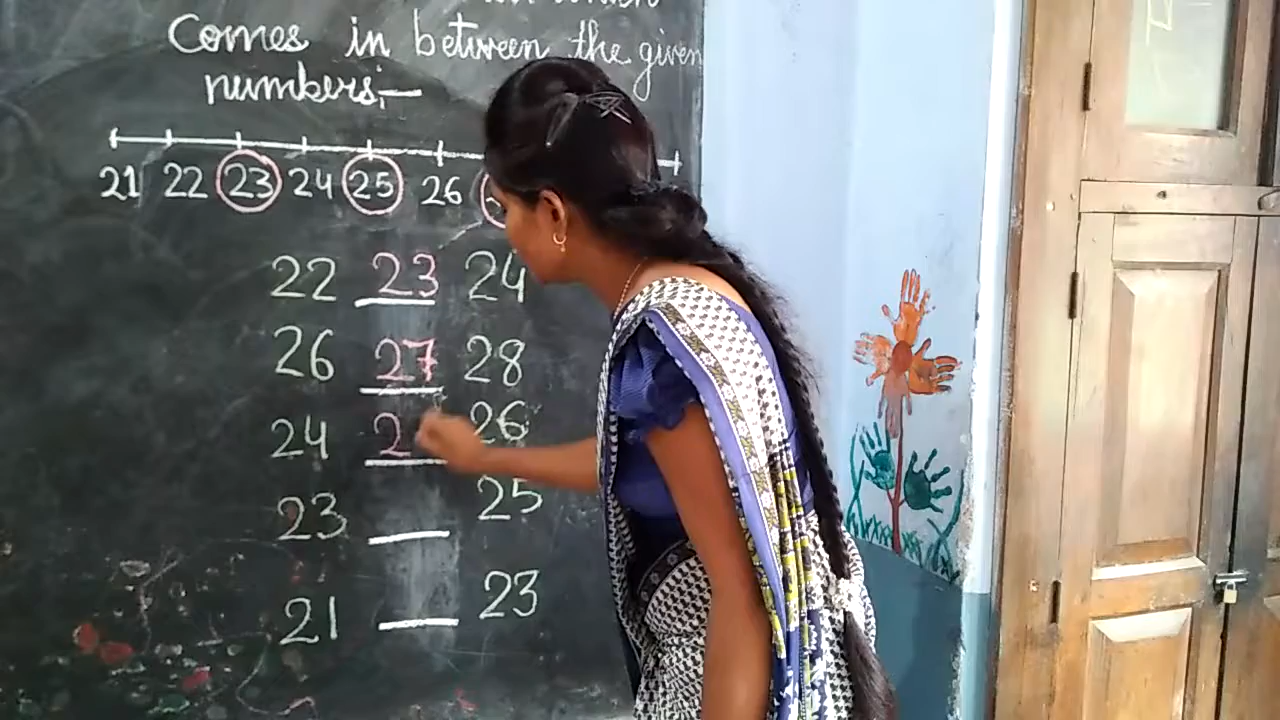 Comes in between the given
numbers:—
21 22 23 24 25 26
22 23 24
26 27 28
24 2 26
23 __ 25
21 __ 23